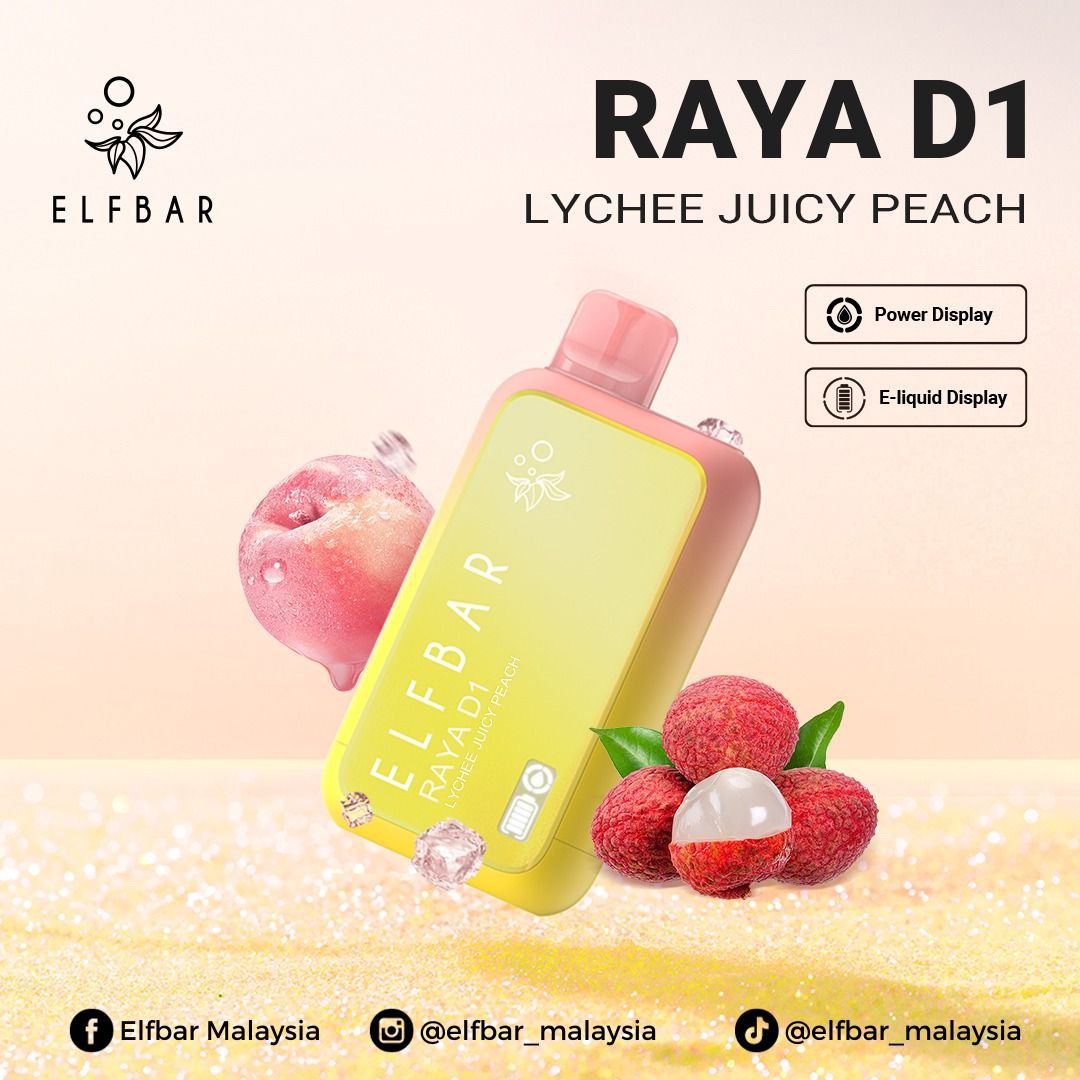 ELFBAR
RAYA D1
LYCHEE JUICY PEACH
Power Display
E-liquid Display
ELFBAR
RAYA D1
LYCHEE JUICY PEACH
Elfbar Malaysia
@elfbar_malaysia
@elfbar_malaysia